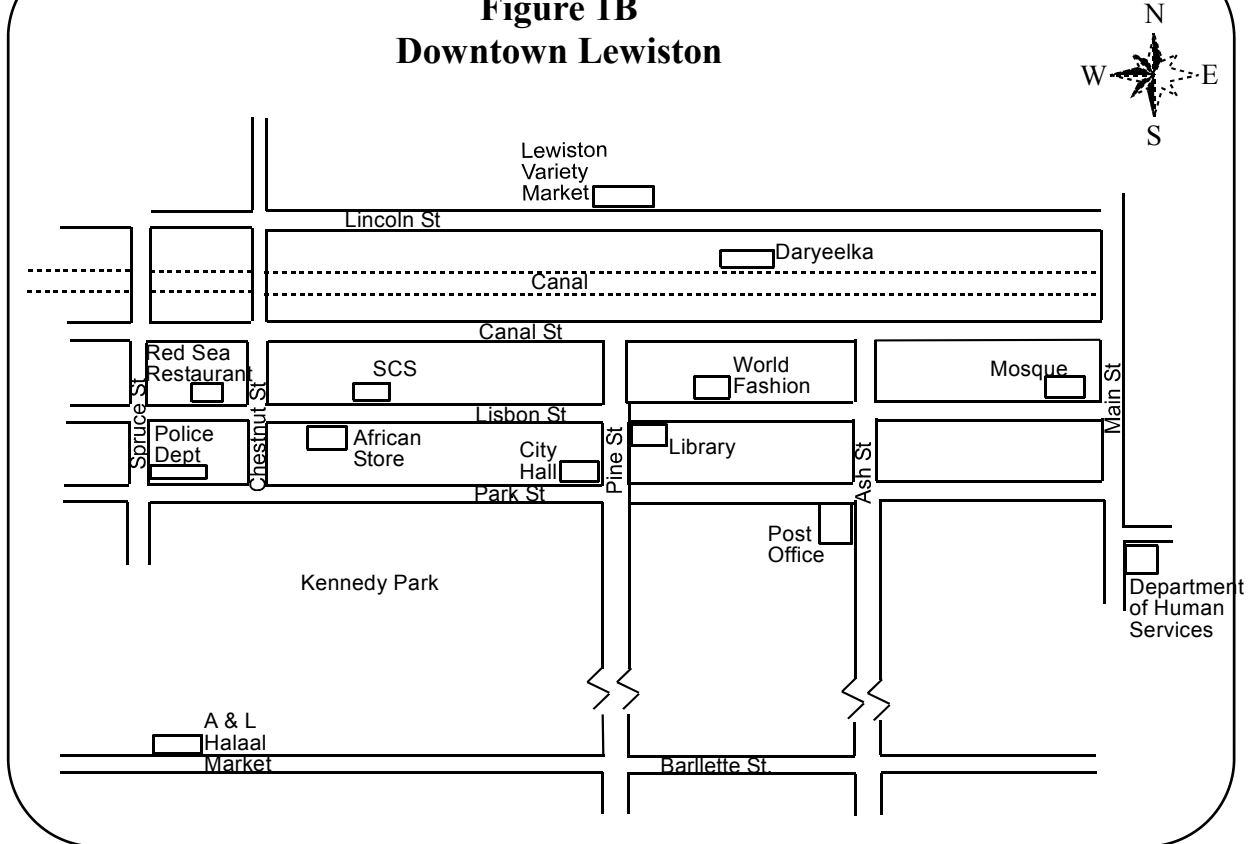 Figure 1B
Downtown Lewiston
N
W
E
S
Lewiston
Variety
Market
Lincoln St
Daryeelka
Canal
Canal St
Red Sea
Restaurant
SCS
World
Fashion
Mosque
Spruce St
Chestnut St
Main St
Lisbon St
Police
Dept
African
Store
City
Hall
Pine St
Library
Ash St
Park St
Post
Office
Kennedy Park
Department
of Human
Services
A & L
Halaal
Market
Barllette St.